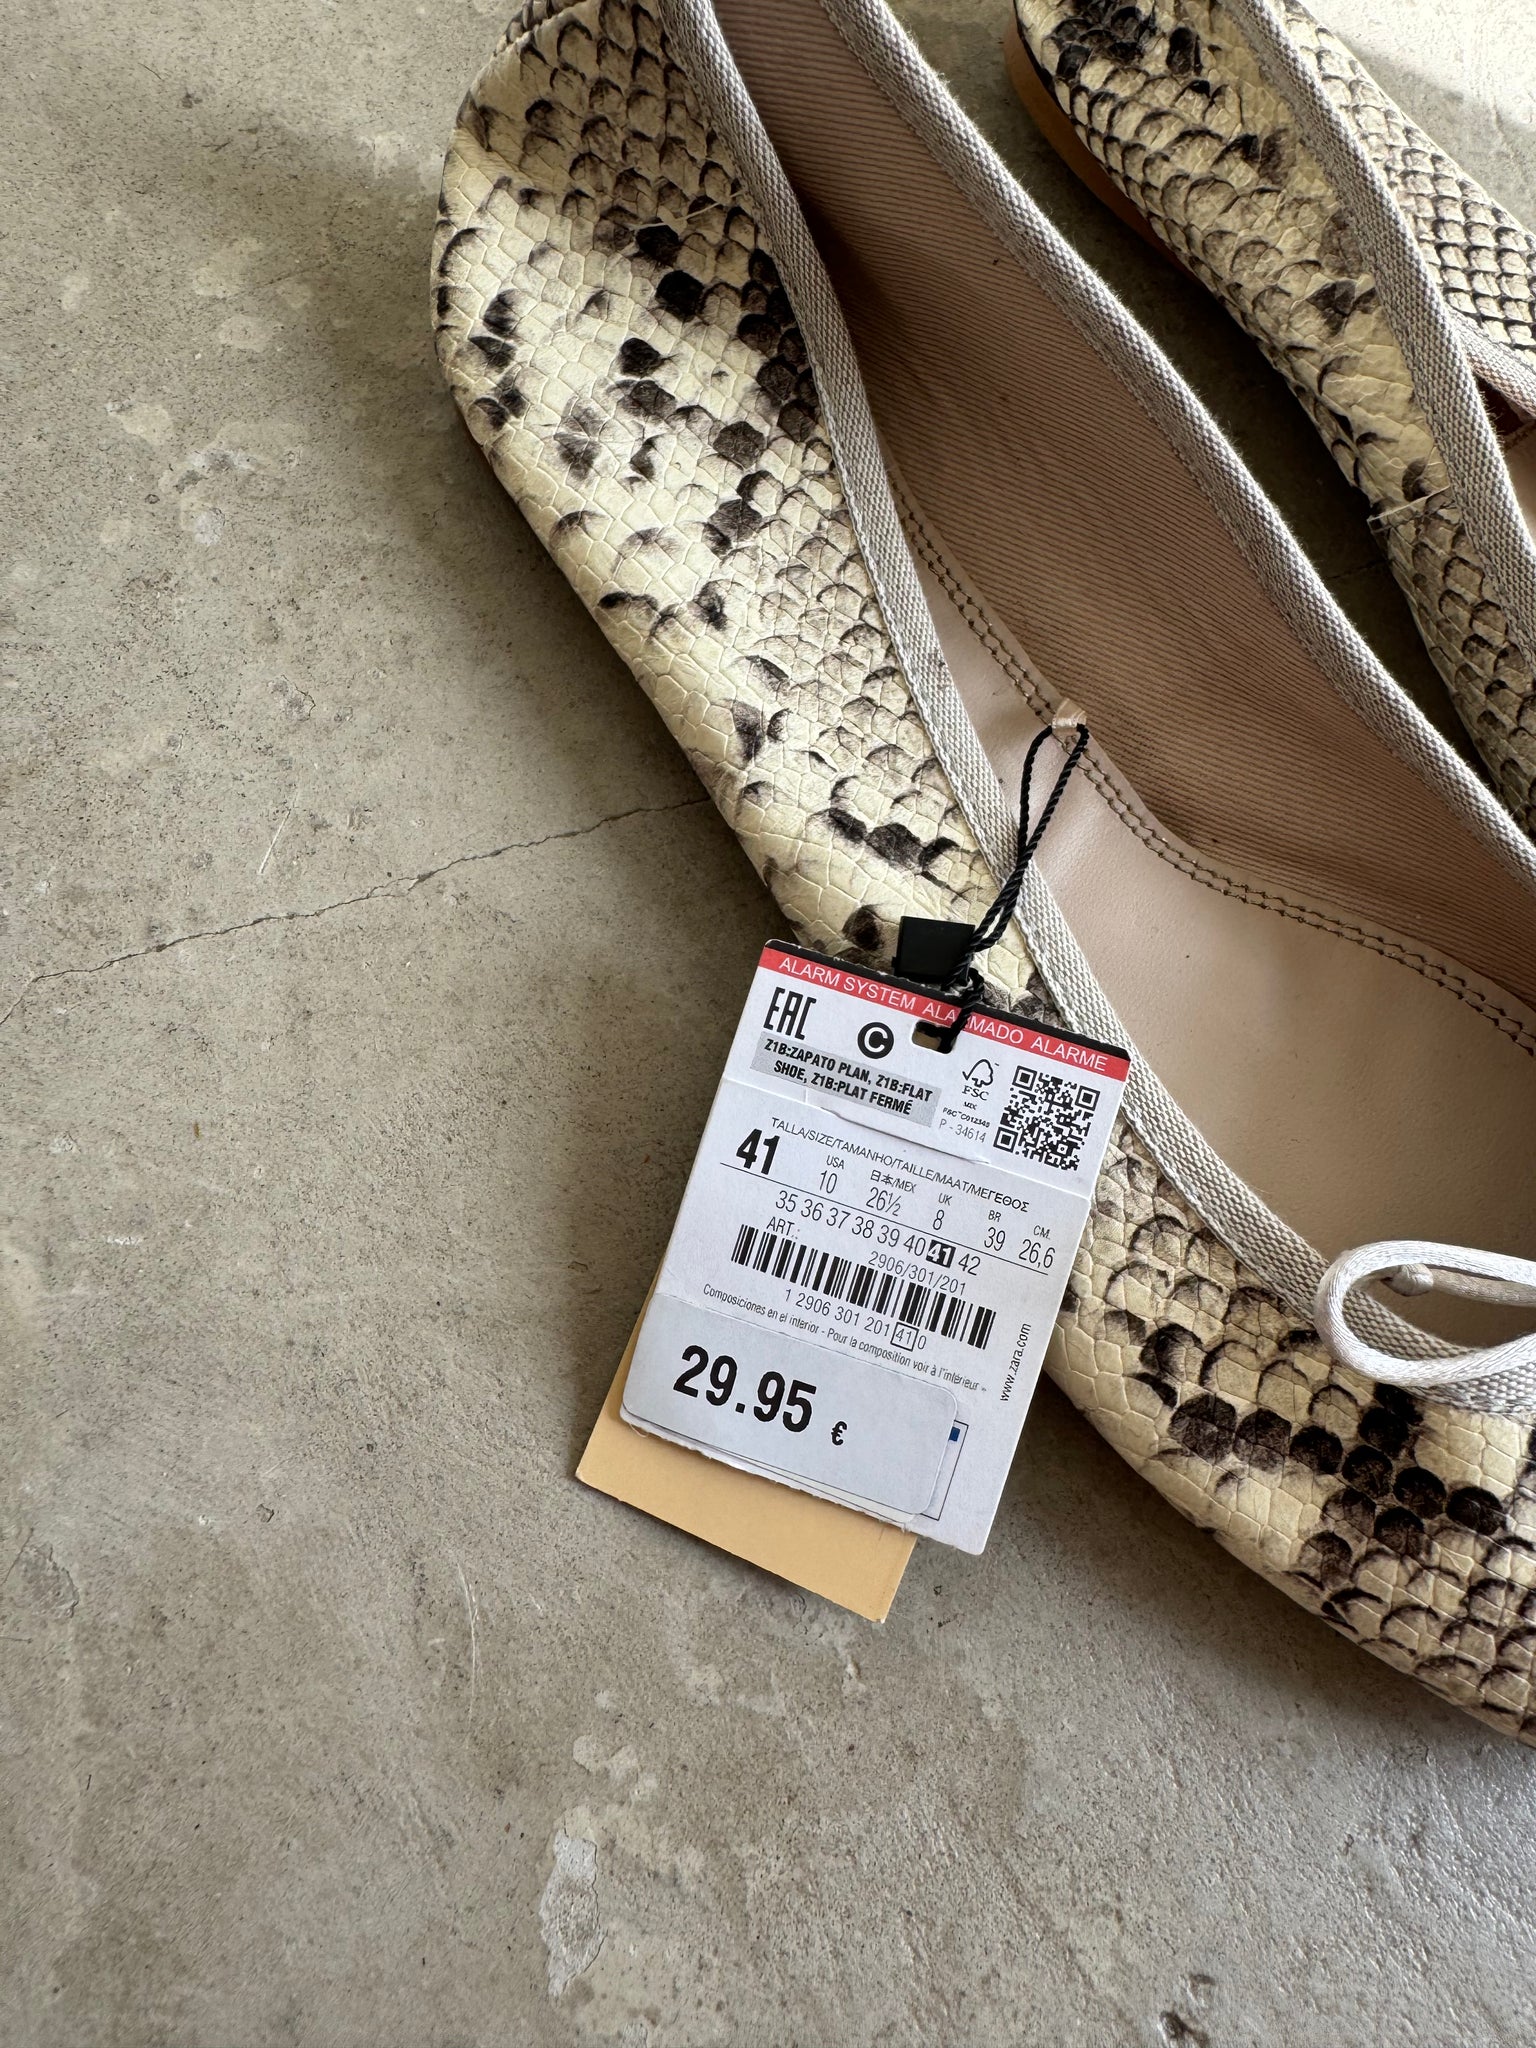 ALARM SYSTEM ALARMADO ALARME
EAC
C
Z1B:ZAPATO PLAN, Z1B:FLAT
SHOE, Z1B:PLAT FERMÉ
FSC
MIX
FSC™ C012345
P - 34614
TALLA/SIZE/TAMANHO/TAILLE/MAAT/ΜΕΓΕΘΟΣ
41
USA 日本/MEX UK BR CM.
10 26½ 8 39 26,6
35 36 37 38 39 40 41 42
ART.:
2906/301/201
1 2906 301 201 41 0
Composiciones en el interior - Pour la composition voir à l'intérieur -
www.zara.com
29.95 €